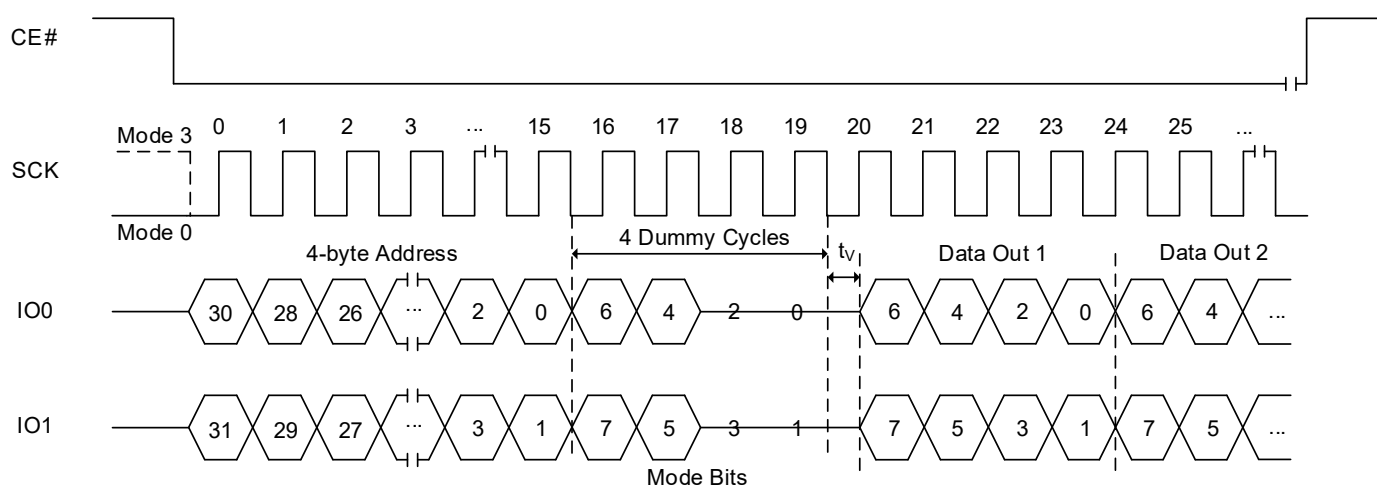 CE#
Mode 3 0 1 2 3 ... 15 16 17 18 19 20 21 22 23 24 25 ...
SCK
Mode 0
4-byte Address 4 Dummy Cycles tV Data Out 1 Data Out 2
IO0 30 28 26 ... 2 0 6 4 2 0 6 4 2 0 6 4 ...
IO1 31 29 27 ... 3 1 7 5 3 1 7 5 3 1 7 5 ...
Mode Bits